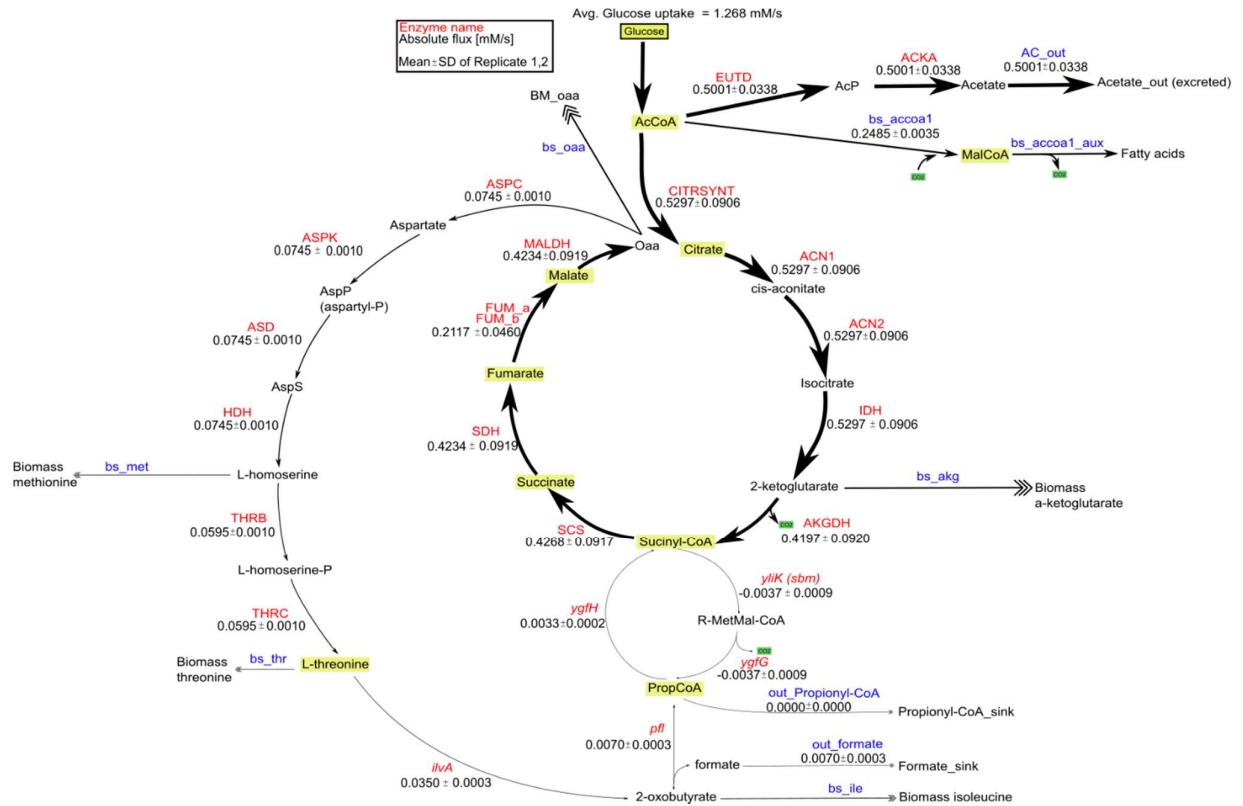 Avg. Glucose uptake = 1.268 mM/s
Enzyme name
Absolute flux [mM/s]
Mean±SD of Replicate 1,2
Glucose
ACKA
0.5001±0.0338
AC_out
0.5001±0.0338
EUTD
0.5001±0.0338
AcP
Acetate
Acetate_out (excreted)
BM_oaa
AcCoA
bs_accoa1
0.2485±0.0035
bs_oaa
bs_accoa1_aux
MalCoA
Fatty acids
CO2
CO2
ASPC
0.0745±0.0010
CITRSYNT
0.5297±0.0906
Aspartate
ASPK
0.0745 ± 0.0010
MALDH
0.4234±0.0919
Oaa
Citrate
Malate
ACN1
0.5297±0.0906
cis-aconitate
AspP
(aspartyl-P)
FUM_a
FUM_b
0.2117 ±0.0460
ASD
0.0745±0.0010
ACN2
0.5297±0.0906
Fumarate
Isocitrate
AspS
HDH
0.0745±0.0010
IDH
0.5297 ±0.0906
SDH
0.4234 ±0.0919
Biomass
methionine
bs_met
L-homoserine
Succinate
2-ketoglutarate
bs_akg
Biomass
a-ketoglutarate
THRB
0.0595±0.0010
SCS
0.4268±0.0917
CO2
AKGDH
0.4197 ±0.0920
Sucinyl-CoA
L-homoserine-P
yliK (sbm)
-0.0037 ±0.0009
ygfH
0.0033±0.0002
R-MetMal-CoA
THRC
0.0595±0.0010
CO2
Biomass
threonine
bs_thr
L-threonine
ygfG
-0.0037±0.0009
PropCoA
out_Propionyl-CoA
0.0000±0.0000
Propionyl-CoA_sink
pfl
0.0070±0.0003
out_formate
0.0070±0.0003
formate
Formate_sink
ilvA
0.0350 ±0.0003
2-oxobutyrate
bs_ile
Biomass isoleucine